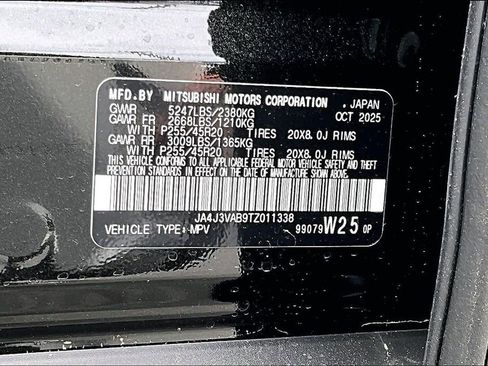 MFD.BY MITSUBISHI MOTORS CORPORATION. JAPAN
GVWR 5247LBS/2380KG OCT 2025
GAWR FR 2668LBS/1210KG
WITH P255/45R20 TIRES 20X8.0J RIMS
GAWR RR 3009LBS/1365KG
WITH P255/45R20 TIRES 20X8.0J RIMS
THIS VEHICLE CONFORMS TO ALL APPLICABLE FEDERAL MOTOR VEHICLE SAFETY, BUMPER, AND THEFT
PREVENTION STANDARDS IN EFFECT ON THE DATE OF MANUFACTURE SHOWN ABOVE.
JA4J3VAB9TZ011338
VEHICLE TYPE:MPV 99079 W25 0P